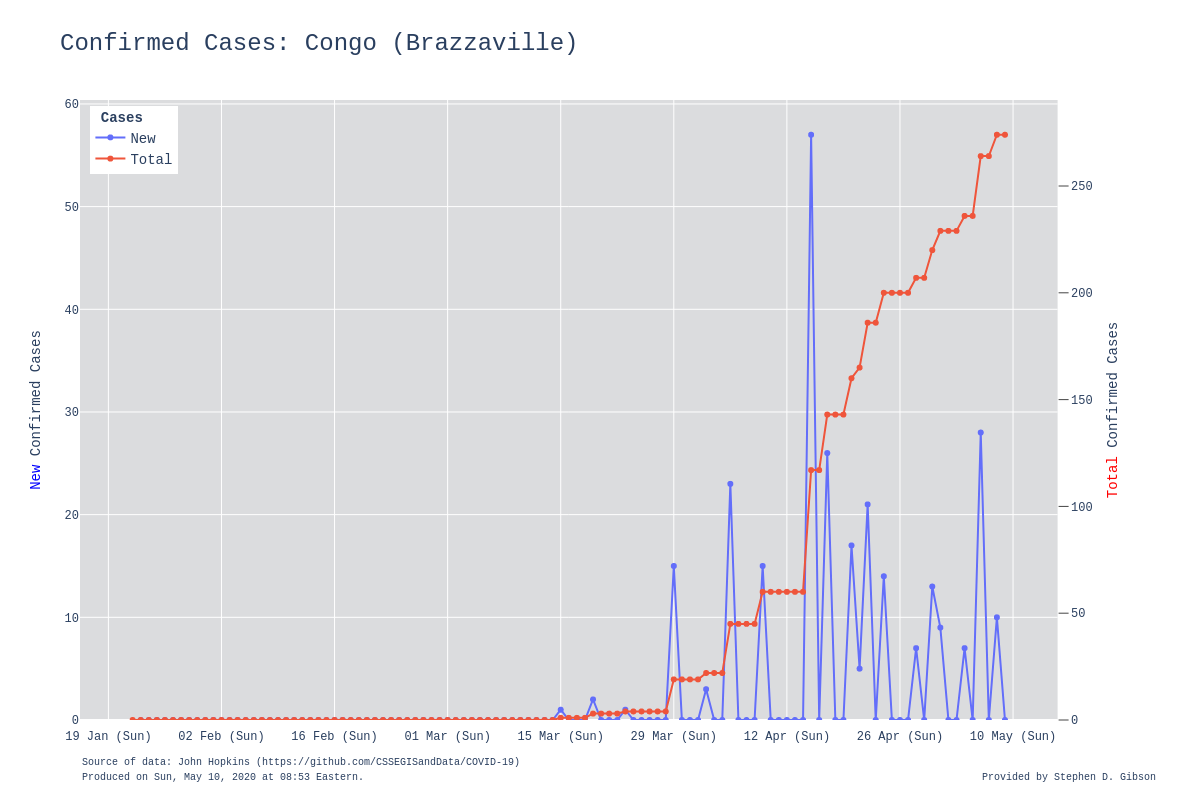 Confirmed Cases: Congo (Brazzaville)
Cases
New
Total
60
50
40
30
20
10
0
250
200
150
100
50
0
New Confirmed Cases
Total Confirmed Cases
19 Jan (Sun) 02 Feb (Sun) 16 Feb (Sun) 01 Mar (Sun) 15 Mar (Sun) 29 Mar (Sun) 12 Apr (Sun) 26 Apr (Sun) 10 May (Sun)
Source of data: John Hopkins (https://github.com/CSSEGISandData/COVID-19)
Produced on Sun, May 10, 2020 at 08:53 Eastern.
Provided by Stephen D. Gibson